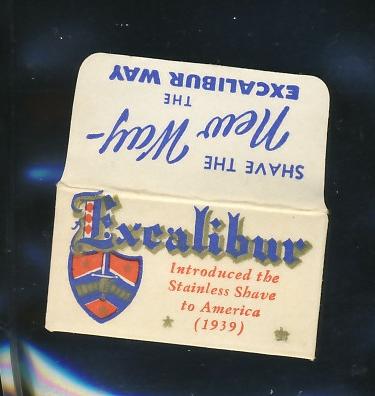 SHAVE THE
New Way-
THE
EXCALIBUR WAY
Excalibur
Introduced the
Stainless Shave
to America
(1939)